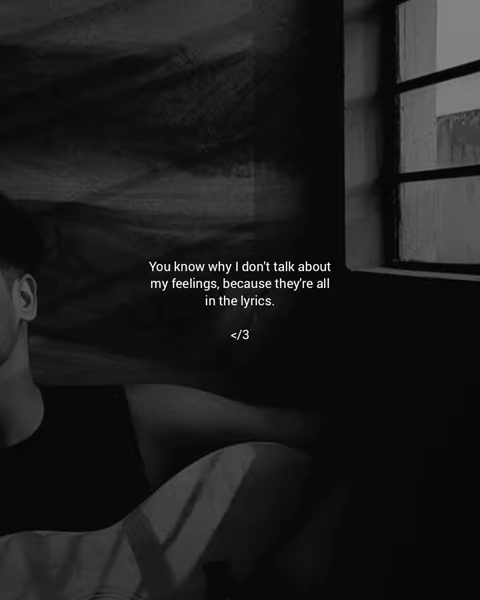 You know why I don't talk about
my feelings, because they're all
in the lyrics.
</3